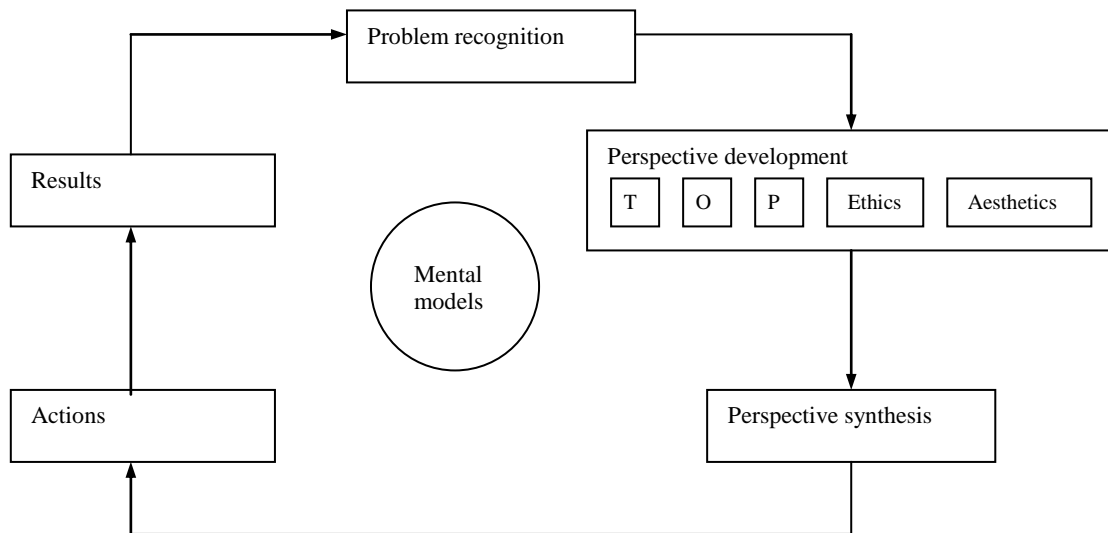 Problem recognition
Perspective development
T O P Ethics Aesthetics
Results
Mental
models
Actions
Perspective synthesis